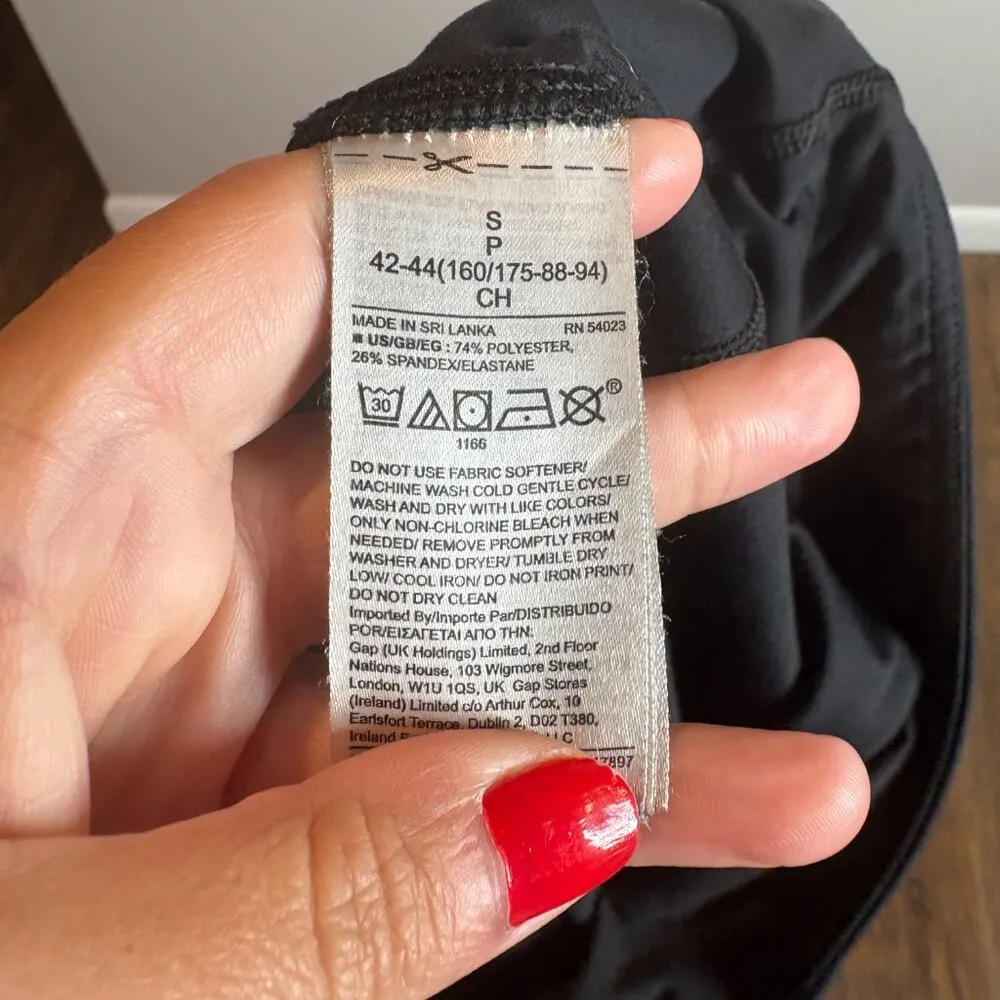 S
P
42-44(160/175-88-94)
CH
MADE IN SRI LANKA RN 54023
US/GB/EG : 74% POLYESTER,
26% SPANDEX/ELASTANE
30
®
1166
DO NOT USE FABRIC SOFTENER/
MACHINE WASH COLD GENTLE CYCLE/
WASH AND DRY WITH LIKE COLORS/
ONLY NON-CHLORINE BLEACH WHEN
NEEDED/ REMOVE PROMPTLY FROM
WASHER AND DRYER/ TUMBLE DRY
LOW/ COOL IRON/ DO NOT IRON PRINT/
DO NOT DRY CLEAN
Imported By/Importe Par/DISTRIBUIDO
POR/ΕΙΣΑΓΕΤΑΙ ΑΠΟ ΤΗΝ:
Gap (UK Holdings) Limited, 2nd Floor
Nations House, 103 Wigmore Street,
London, W1U 1QS, UK Gap Stores
(Ireland) Limited c/o Arthur Cox, 10
Earlsfort Terrace, Dublin 2, D02 T380,
Ireland
7897